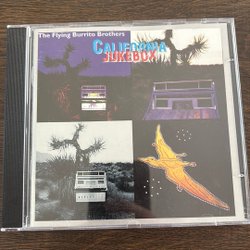 The Flying Burrito Brothers
CALIFORNIA
JUKEBOX